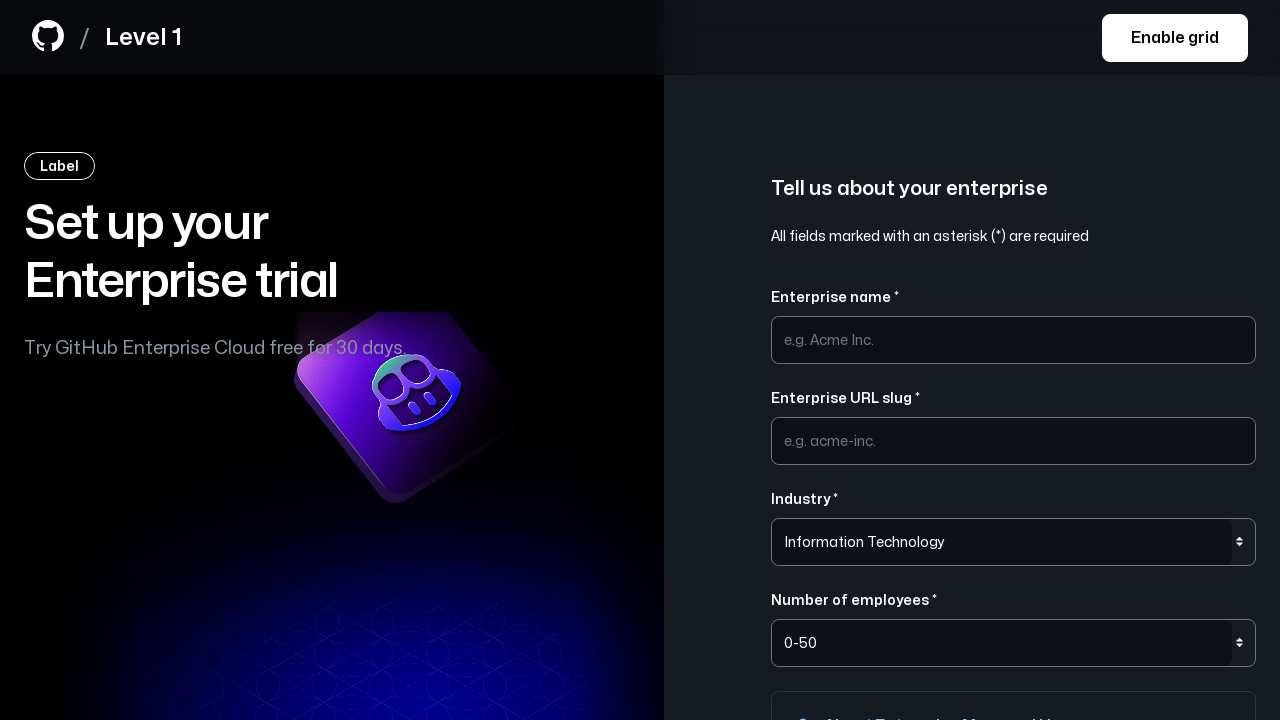 / Level 1
Enable grid
Label
Set up your
Enterprise trial
Try GitHub Enterprise Cloud free for 30 days.
Tell us about your enterprise
All fields marked with an asterisk (*) are required
Enterprise name *
e.g. Acme Inc.
Enterprise URL slug *
e.g. acme-inc.
Industry *
Information Technology
Number of employees *
0-50